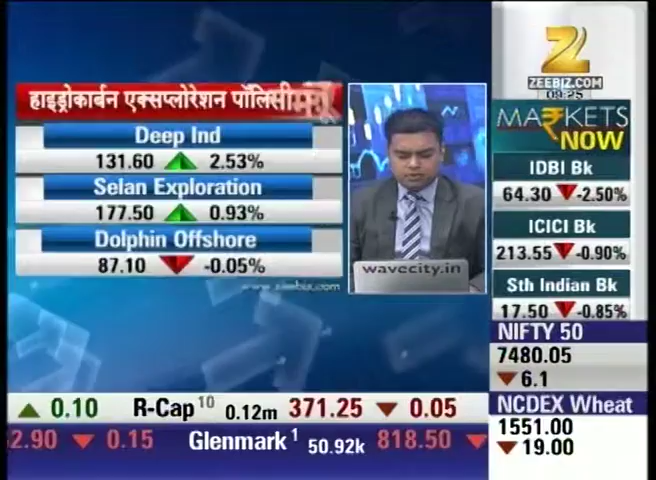 हाइड्रोकार्बन एक्सप्लोरेशन पॉलिसी
Deep Ind
131.60 2.53%
Selan Exploration
177.50 0.93%
Dolphin Offshore
87.10 -0.05%
www.zeebiz.com
wavecity.in
Z
ZEEBIZ.COM
09:25
MA₹KETS
NOW
IDBI Bk
64.30 -2.50%
ICICI Bk
213.55 -0.90%
Sth Indian Bk
17.50 -0.85%
NIFTY 50
7480.05
6.1
NCDEX Wheat
1551.00
19.00
0.10 R-Cap 10 0.12m 371.25 0.05
2.90 0.15 Glenmark 1 50.92k 818.50